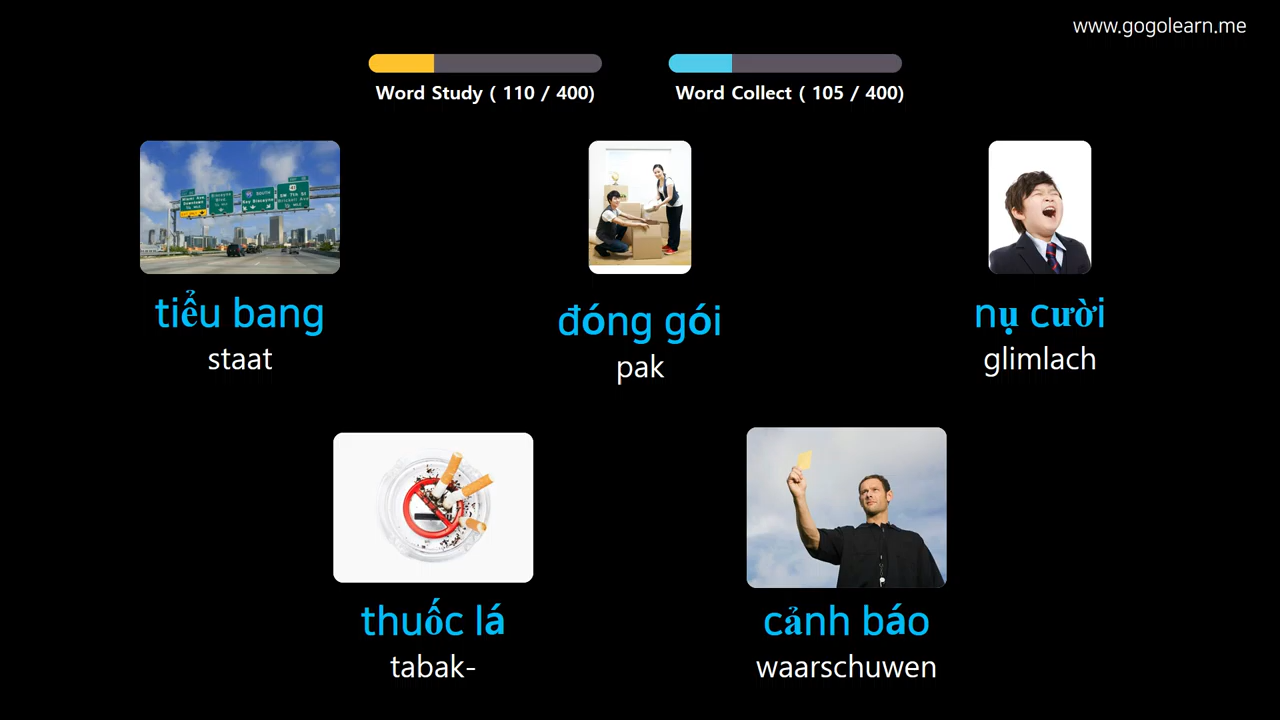 www.gogolearn.me
Word Study ( 110 / 400)
Word Collect ( 105 / 400)
tiểu bang
staat
đóng gói
pak
nụ cười
glimlach
thuốc lá
tabak-
cảnh báo
waarschuwen